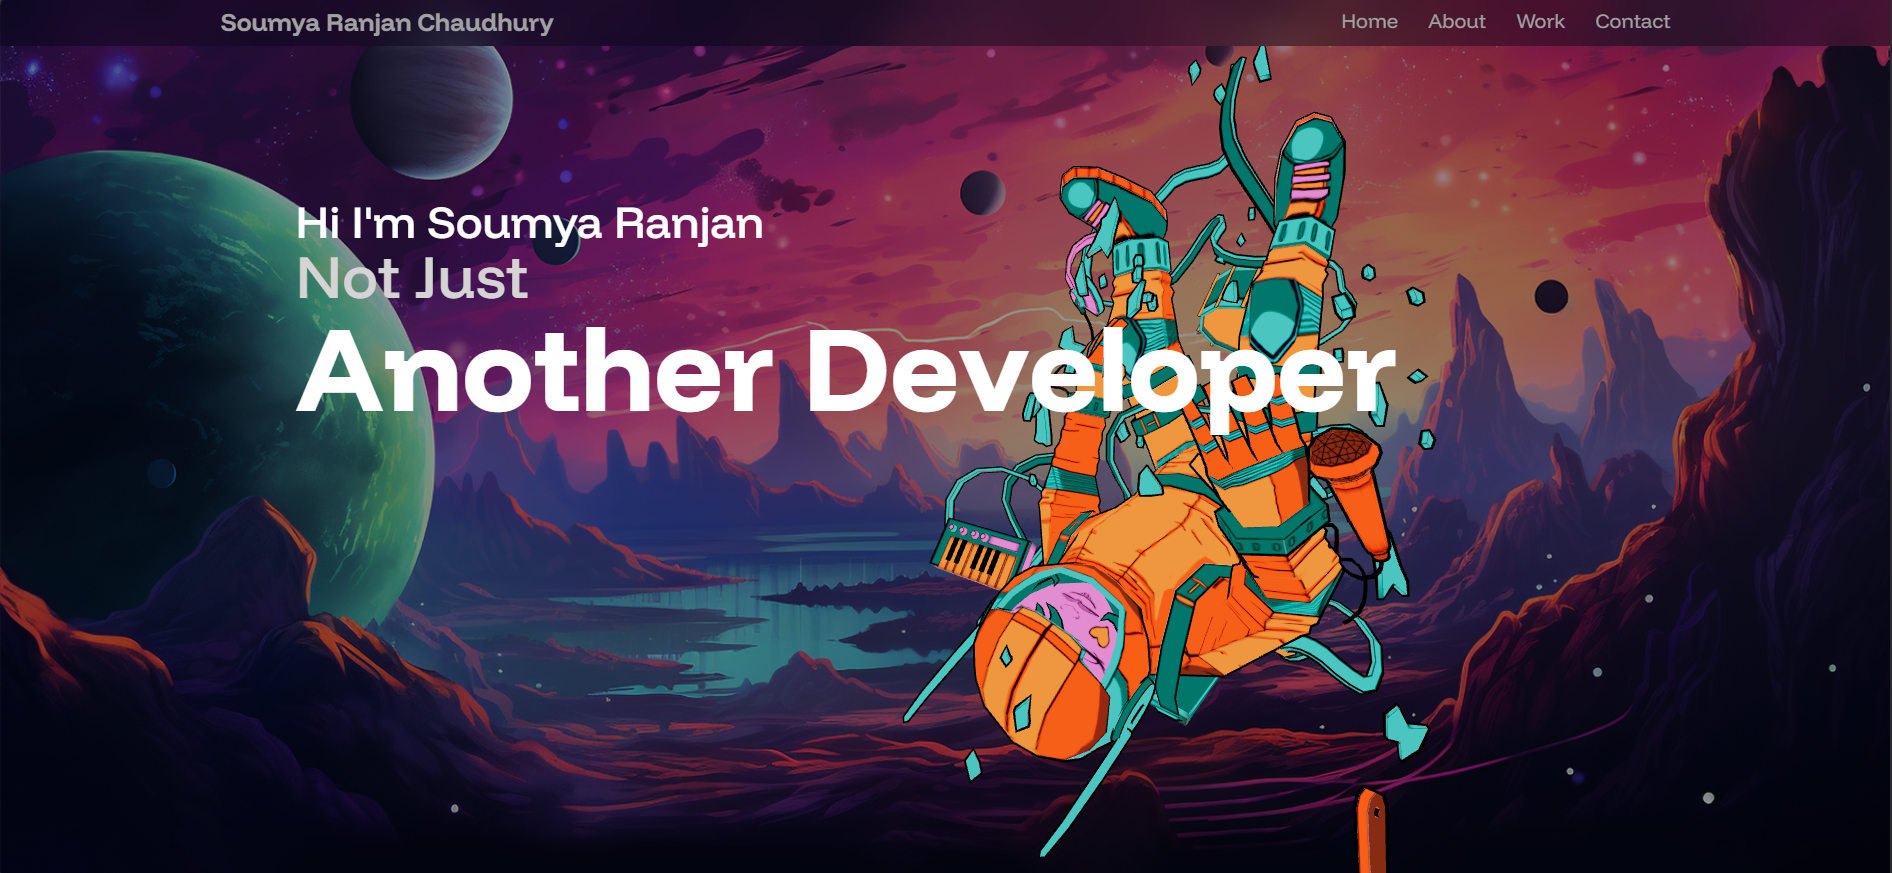 Soumya Ranjan Chaudhury
Home About Work Contact
Hi I'm Soumya Ranjan
Not Just
Another Developer